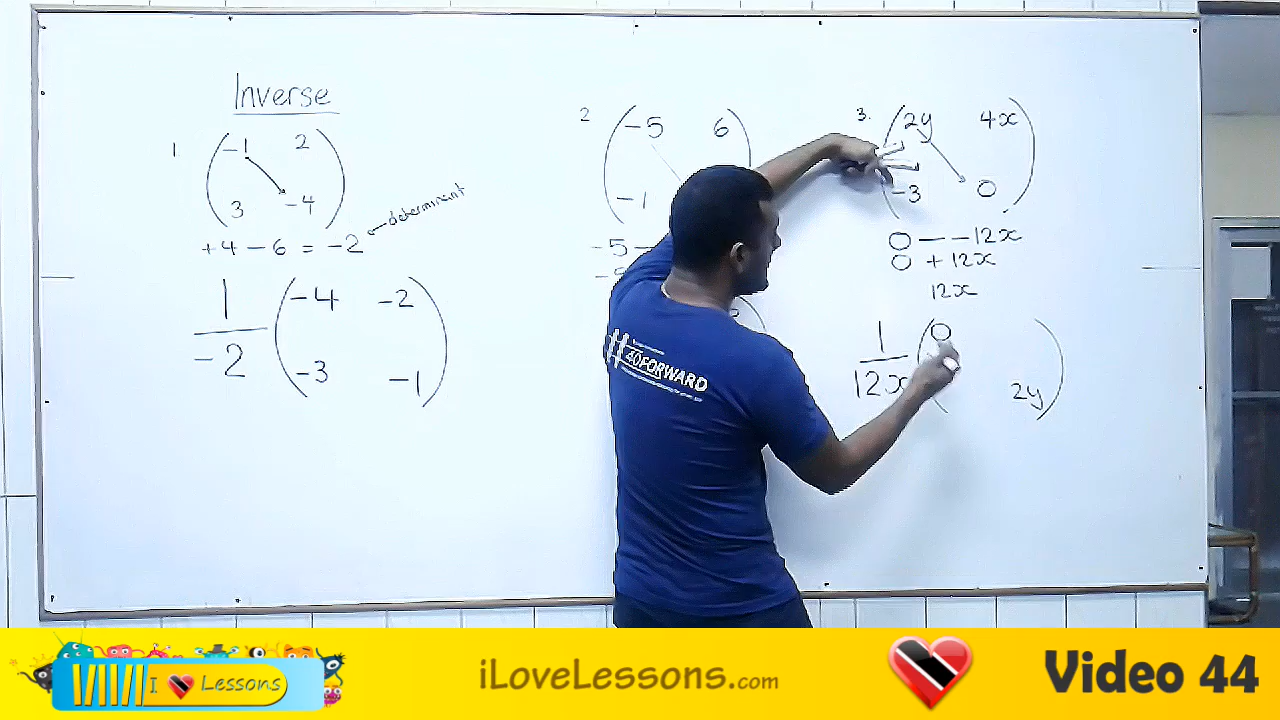 Inverse
1
-1 2
3 -4
+4 - 6 = -2 ← determinant
1
-2
-4 -2
-3 -1
2
-5 6
-1
-5 -
3.
2y 4x
-3 0
0 - -12x
0 + 12x
12x
1
12x
0
2y
#40FORWARD
I Lessons
iLoveLessons.com
Video 44